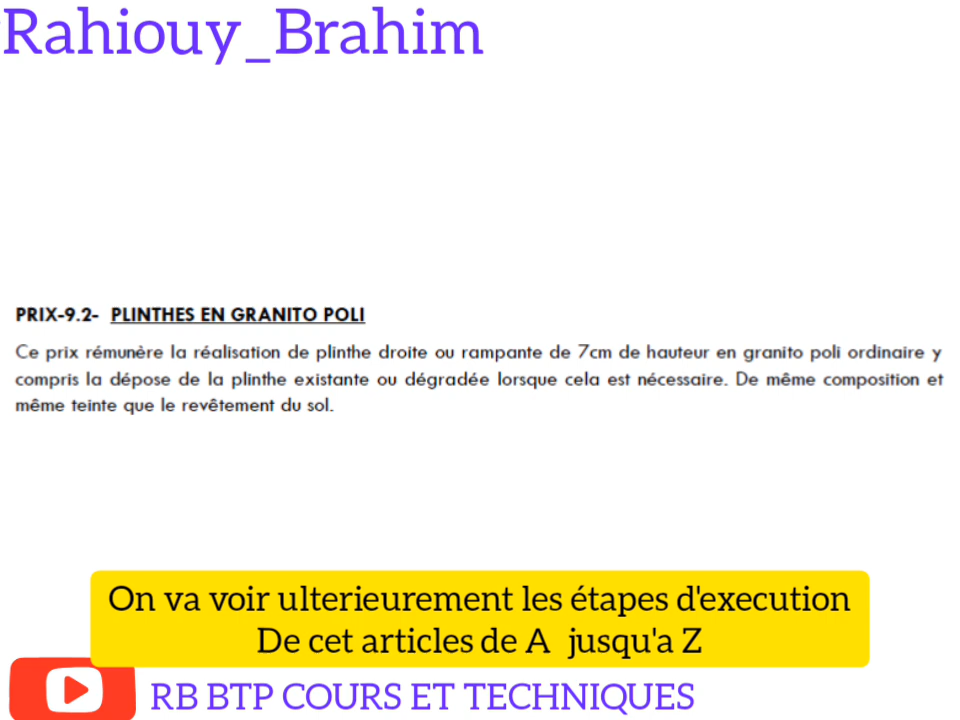 Rahiouy_Brahim
PRIX-9.2- PLINTHES EN GRANITO POLI
Ce prix rémunère la réalisation de plinthe droite ou rampante de 7cm de hauteur en granito poli ordinaire y
compris la dépose de la plinthe existante ou dégradée lorsque cela est nécessaire. De même composition et
même teinte que le revêtement du sol.
On va voir ulterieurement les étapes d'execution
De cet articles de A jusqu'a Z
RB BTP COURS ET TECHNIQUES